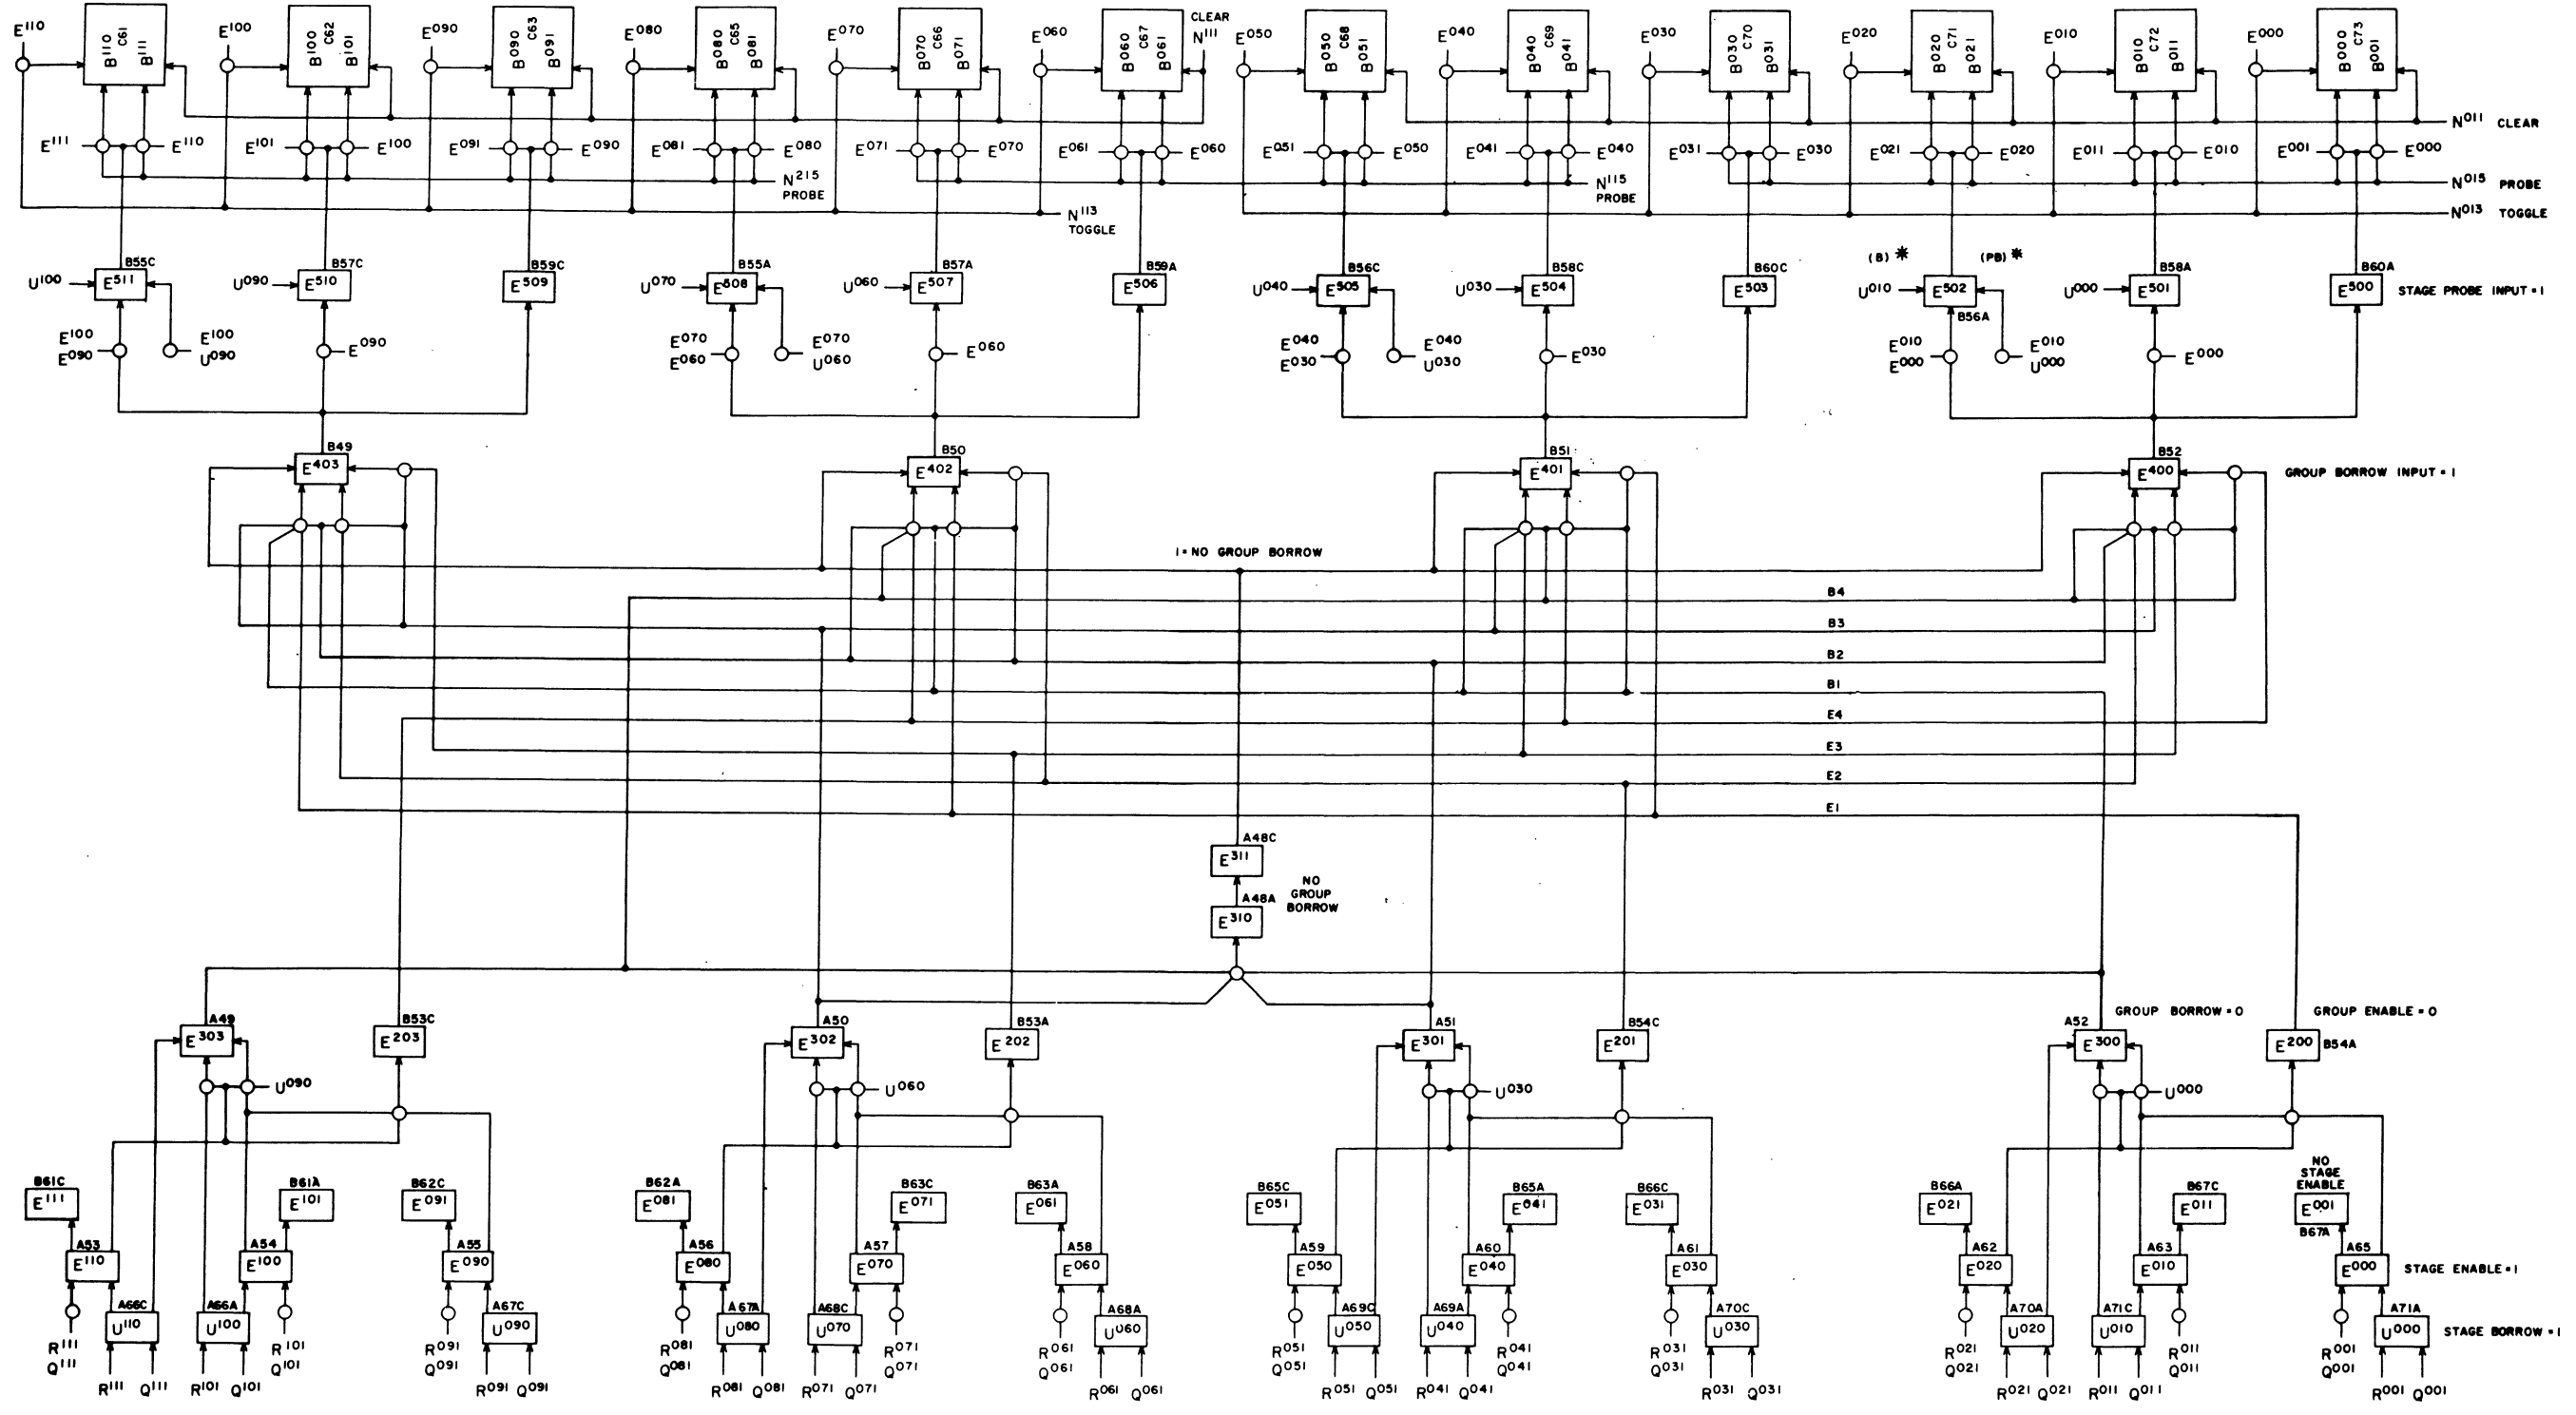 E110 B110 C61 B111 E100 B100 C62 B101 E090 B090 C63 B091 E080 B080 C65 B081 E070 B070 C66 B071 E060 B060 C67 B061 CLEAR N111 E050 B050 C68 B051 E040 B040 C69 B041 E030 B030 C70 B031 E020 B020 C71 B021 E010 B010 C72 B011 E000 B000 C73 B001
N011 CLEAR
E111 E110 E101 E100 E091 E090 E081 E080 E071 E070 E061 E060 E051 E050 E041 E040 E031 E030 E021 E020 E011 E010 E001 E000
N215 PROBE
N115 PROBE
N015 PROBE
N113 TOGGLE
N013 TOGGLE
(B) * (PB) *
B55C B57C B59C B55A B57A B59A B56C B58C B60C B58A B60A
U100 E511 U090 E510 E509 U070 E508 U060 E507 E506 U040 E505 U030 E504 E503 U010 E502 U000 E501 E500 STAGE PROBE INPUT = 1
B56A
E100 E100 E070 E070 E040 E040 E010 E010
E090 U090 E090 E060 U060 E060 E030 U030 E030 E000 U000 E000
B49 B50 B51 B52
E403 E402 E401 E400 GROUP BORROW INPUT = 1
1 = NO GROUP BORROW
B4
B3
B2
B1
E4
E3
E2
E1
A48C
E311
A48A
E310
NO
GROUP
BORROW
A49 B53C A50 B53A A51 B54C A52
GROUP BORROW = 0 GROUP ENABLE = 0
E303 E203 E302 E202 E301 E201 E300 E200 B54A
U090 U060 U030 U000
NO
STAGE
ENABLE
B61C B61A B62C B62A B63C B63A B65C B65A B66C B66A B67C
E111 E101 E091 E081 E071 E061 E051 E041 E031 E021 E011 E001
B67A
A53 A54 A55 A56 A57 A58 A59 A60 A61 A62 A63 A65
E110 E100 E090 E080 E070 E060 E050 E040 E030 E020 E010 E000 STAGE ENABLE = 1
A66C A66A A67C A67A A68C A68A A69C A69A A70C A70A A71C A71A
U110 U100 U090 U080 U070 U060 U050 U040 U030 U020 U010 U000 STAGE BORROW = 1
R111 R101 R091 R081 R071 R061 R051 R041 R031 R021 R011 R001
Q111 Q101 Q091 Q081 Q071 Q061 Q051 Q041 Q031 Q021 Q011 Q001
R111 Q111 R101 Q101 R091 Q091 R081 Q081 R071 Q071 R061 Q061 R051 Q051 R041 Q041 R031 Q031 R021 Q021 R011 Q011 R001 Q001